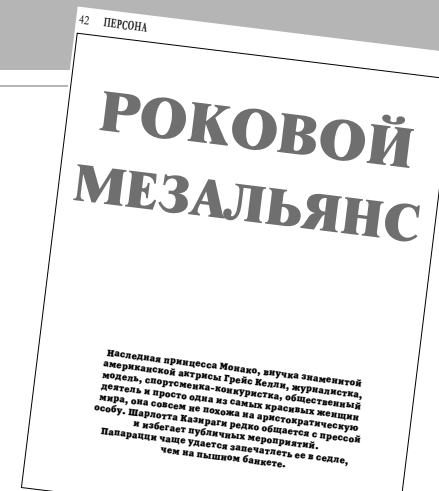 42 ПЕРСОНА
РОКОВОЙ
МЕЗАЛЬЯНС
Наследная принцесса Монако, внучка знаменитой
американской актрисы Грейс Келли, журналистка,
модель, спортсменка-конкуристка, общественный
деятель и просто одна из самых красивых женщин
мира, она совсем не похожа на аристократическую
особу. Шарлотта Казираги редко общается с прессой
и избегает публичных мероприятий.
Папарацци чаще удается запечатлеть ее в седле,
чем на пышном банкете.